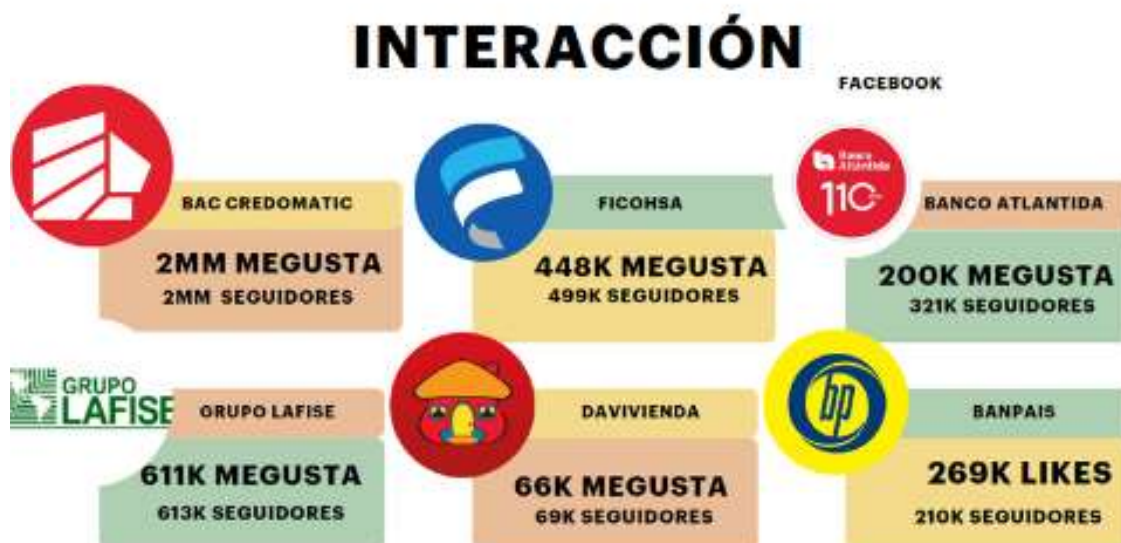 INTERACCIÓN
FACEBOOK
BAC CREDOMATIC
2MM MEGUSTA
2MM SEGUIDORES
FICOHSA
448K MEGUSTA
499K SEGUIDORES
Banco
Atlántida
110
BANCO ATLANTIDA
200K MEGUSTA
321K SEGUIDORES
GRUPO
LAFISE
GRUPO LAFISE
611K MEGUSTA
613K SEGUIDORES
DAVIVIENDA
66K MEGUSTA
69K SEGUIDORES
bp
BANPAIS
269K LIKES
210K SEGUIDORES